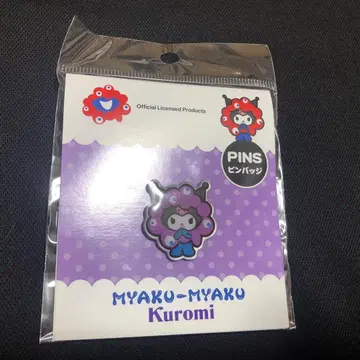 Official Licensed Products
PINS
ピンバッジ
MYAKU-MYAKU
Kuromi